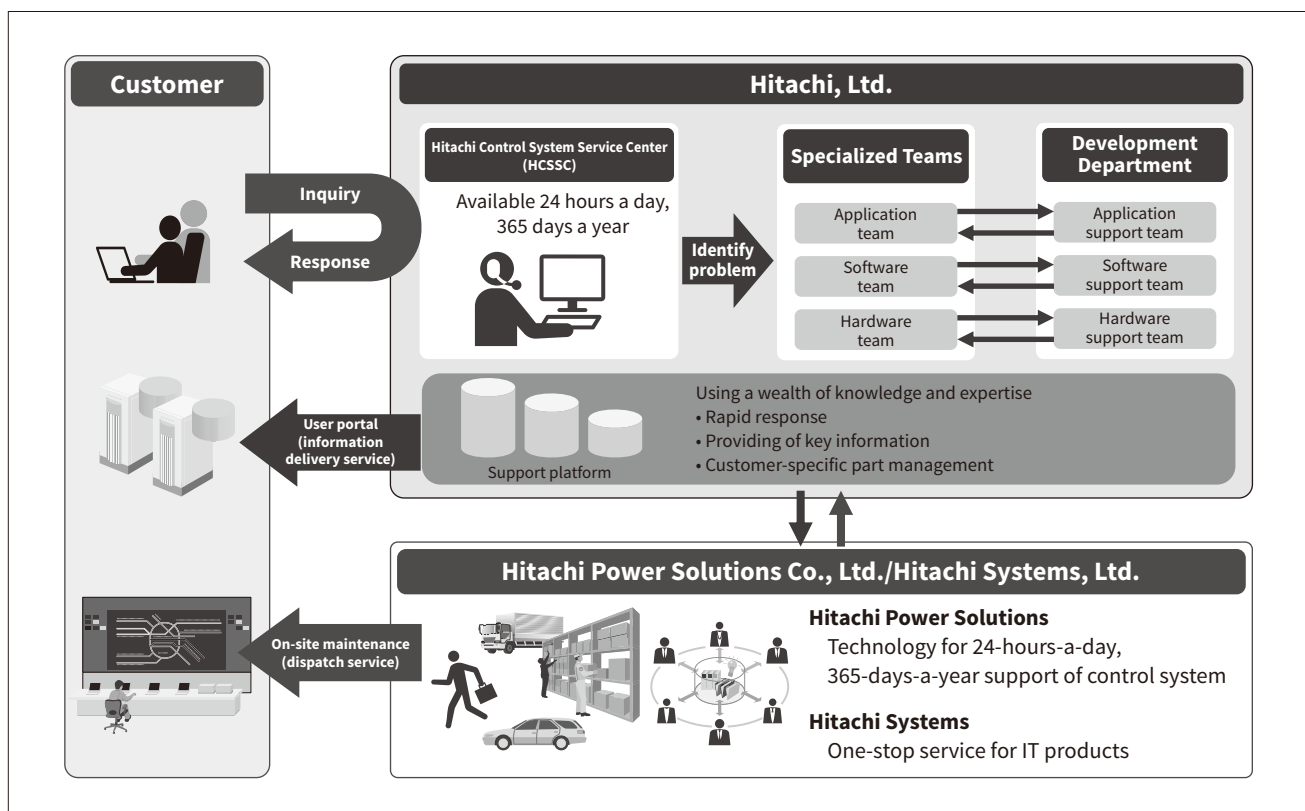 Customer
Inquiry
Response
User portal
(information
delivery service)
On-site maintenance
(dispatch service)
Hitachi, Ltd.
Hitachi Control System Service Center
(HCSSC)
Available 24 hours a day,
365 days a year
Identify
problem
Specialized Teams
Application
team
Software
team
Hardware
team
Development
Department
Application
support team
Software
support team
Hardware
support team
Support platform
Using a wealth of knowledge and expertise
• Rapid response
• Providing of key information
• Customer-specific part management
Hitachi Power Solutions Co., Ltd./Hitachi Systems, Ltd.
Hitachi Power Solutions
Technology for 24-hours-a-day,
365-days-a-year support of control system
Hitachi Systems
One-stop service for IT products